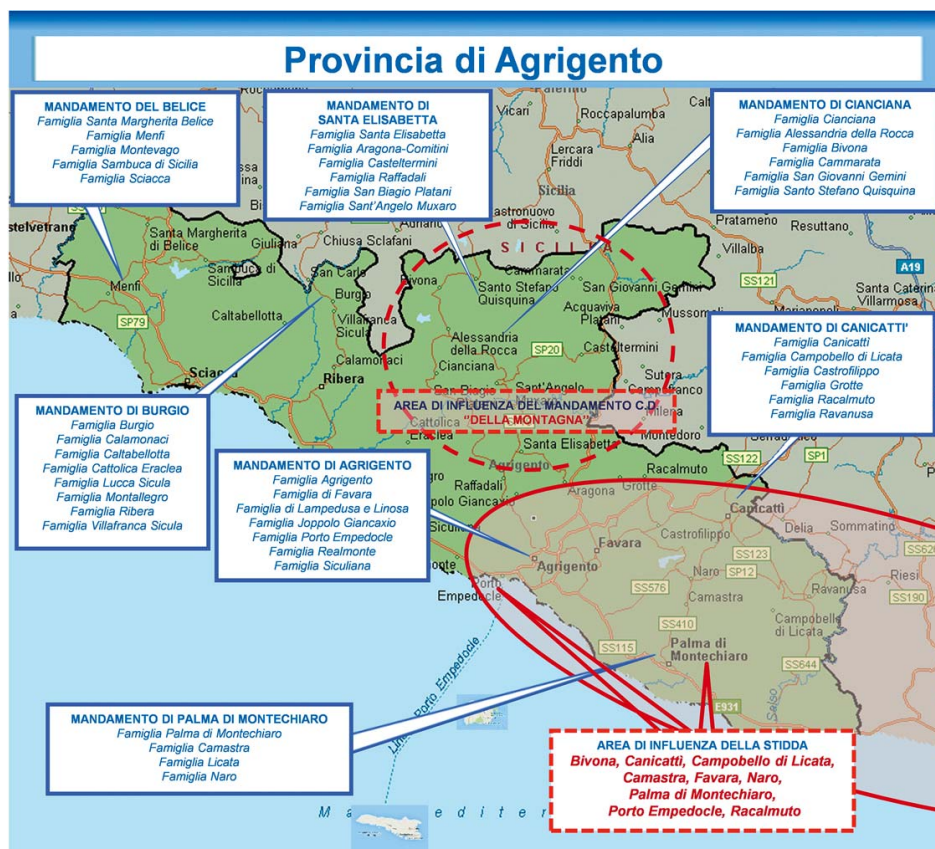 Provincia di Agrigento
MANDAMENTO DEL BELICE
Famiglia Santa Margherita Belice
Famiglia Menfi
Famiglia Montevago
Famiglia Sambuca di Sicilia
Famiglia Sciacca
MANDAMENTO DI
SANTA ELISABETTA
Famiglia Santa Elisabetta
Famiglia Aragona-Comitini
Famiglia Casteltermini
Famiglia Raffadali
Famiglia San Biagio Platani
Famiglia Sant'Angelo Muxaro
MANDAMENTO DI CIANCIANA
Famiglia Cianciana
Famiglia Alessandria della Rocca
Famiglia Bivona
Famiglia Cammarata
Famiglia San Giovanni Gemini
Famiglia Santo Stefano Quisquina
Vicari
Roccapalumba
Alia
Lercara
Friddi
Sicilia
SICILIA
Santa Margherita
di Belice
Giuliana
Chiusa Sclafani
Pratameno
Resuttano
Villalba
SS121
A19
Santa Caterina
Villarmosa
Sambuca di
Sicilia
San Carlo
Bivona
Cammarata
Santo Stefano
Quisquina
San Giovanni Gemini
Menfi
Burgio
Acquaviva
Platani
Mussomeli
SP79
Caltabellotta
Villafranca
Sicula
Alessandria
della Rocca
SP20
Casteltermini
Calamonaci
Cianciana
Sutera
Campofranco
Sciacca
Ribera
San Biagio
Sant'Angelo
Muxaro
Milena
AREA DI INFLUENZA DEL MANDAMENTO C.D.
"DELLA MONTAGNA"
Cattolica
Eraclea
Montedoro
Santa Elisabetta
MANDAMENTO DI CANICATTI'
Famiglia Canicattì
Famiglia Campobello di Licata
Famiglia Castrofilippo
Famiglia Grotte
Famiglia Racalmuto
Famiglia Ravanusa
MANDAMENTO DI BURGIO
Famiglia Burgio
Famiglia Calamonaci
Famiglia Caltabellotta
Famiglia Cattolica Eraclea
Famiglia Lucca Sicula
Famiglia Montallegro
Famiglia Ribera
Famiglia Villafranca Sicula
MANDAMENTO DI AGRIGENTO
Famiglia Agrigento
Famiglia di Favara
Famiglia di Lampedusa e Linosa
Famiglia Joppolo Giancaxio
Famiglia Porto Empedocle
Famiglia Realmonte
Famiglia Siculiana
Agrigento
Racalmuto
SS122
SP1
Raffadali
Aragona
Grotte
Canicattì
Delia
Sommatino
Castrofilippo
Favara
SS123
SS626
Agrigento
Naro
SP12
Riesi
SS576
Camastra
Ravanusa
SS190
Porto
Empedocle
SS410
Campobello
di Licata
SS115
Palma di
Montechiaro
SS644
Porto Empedocle
E931
Salso
MANDAMENTO DI PALMA DI MONTECHIARO
Famiglia Palma di Montechiaro
Famiglia Camastra
Famiglia Licata
Famiglia Naro
AREA DI INFLUENZA DELLA STIDDA
Bivona, Canicattì, Campobello di Licata,
Camastra, Favara, Naro,
Palma di Montechiaro,
Porto Empedocle, Racalmuto